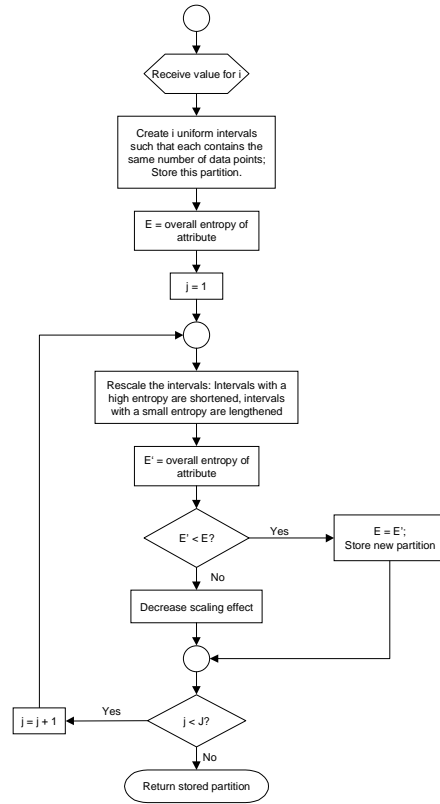 Receive value for i
Create i uniform intervals
such that each contains the
same number of data points;
Store this partition.
E = overall entropy of
attribute
j = 1
Rescale the intervals: Intervals with a
high entropy are shortened, intervals
with a small entropy are lengthened
E‘ = overall entropy of
attribute
E’ < E?
Yes
E = E’;
Store new partition
No
Decrease scaling effect
j < J?
Yes
j = j + 1
No
Return stored partition